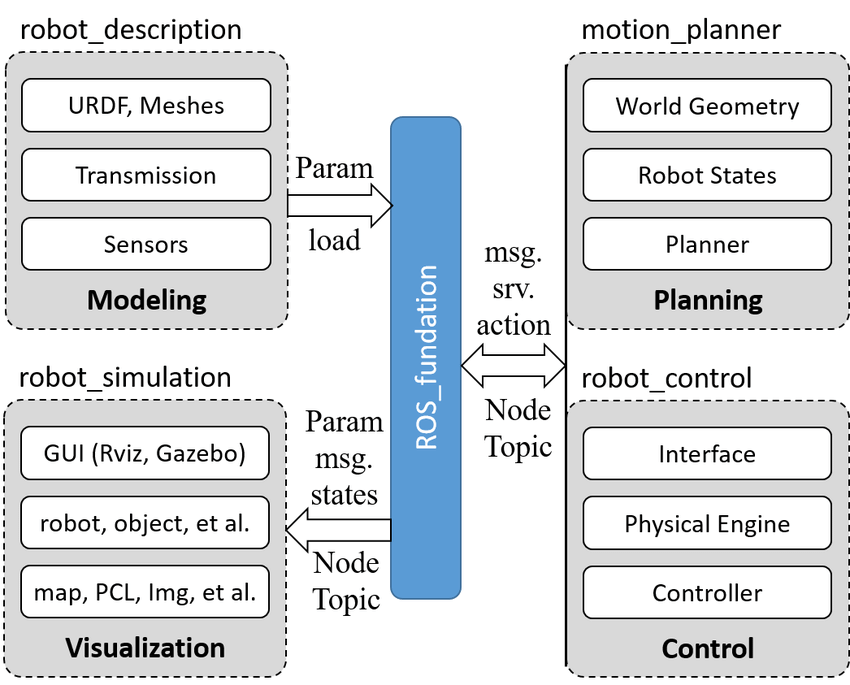 robot_description
URDF, Meshes
Transmission
Sensors
Modeling
Param
load
robot_simulation
GUI (Rviz, Gazebo)
robot, object, et al.
map, PCL, Img, et al.
Visualization
Param
msg.
states
Node
Topic
ROS_fundation
msg.
srv.
action
Node
Topic
motion_planner
World Geometry
Robot States
Planner
Planning
robot_control
Interface
Physical Engine
Controller
Control